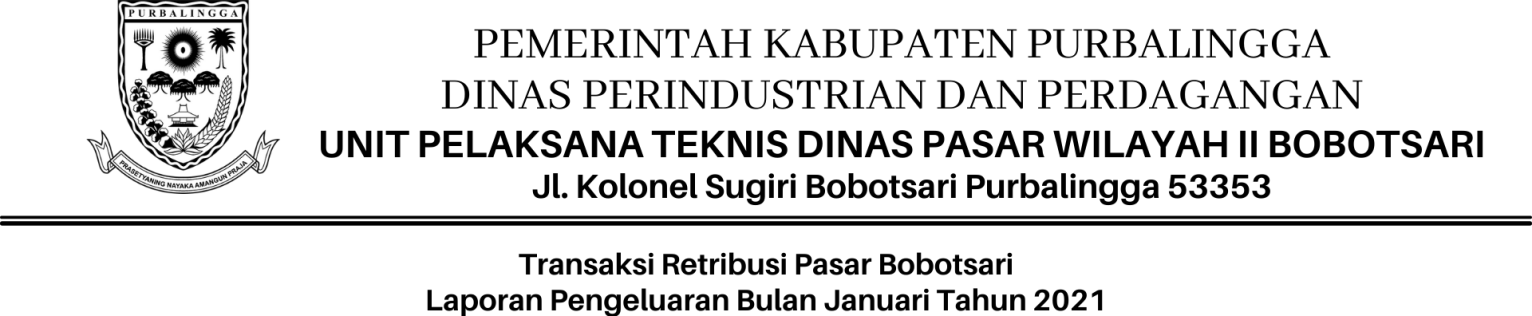 PURBALINGGA
PRASETYANING NAYAKA AMANGUN PRAJA
PEMERINTAH KABUPATEN PURBALINGGA
DINAS PERINDUSTRIAN DAN PERDAGANGAN
UNIT PELAKSANA TEKNIS DINAS PASAR WILAYAH II BOBOTSARI
Jl. Kolonel Sugiri Bobotsari Purbalingga 53353
Transaksi Retribusi Pasar Bobotsari
Laporan Pengeluaran Bulan Januari Tahun 2021